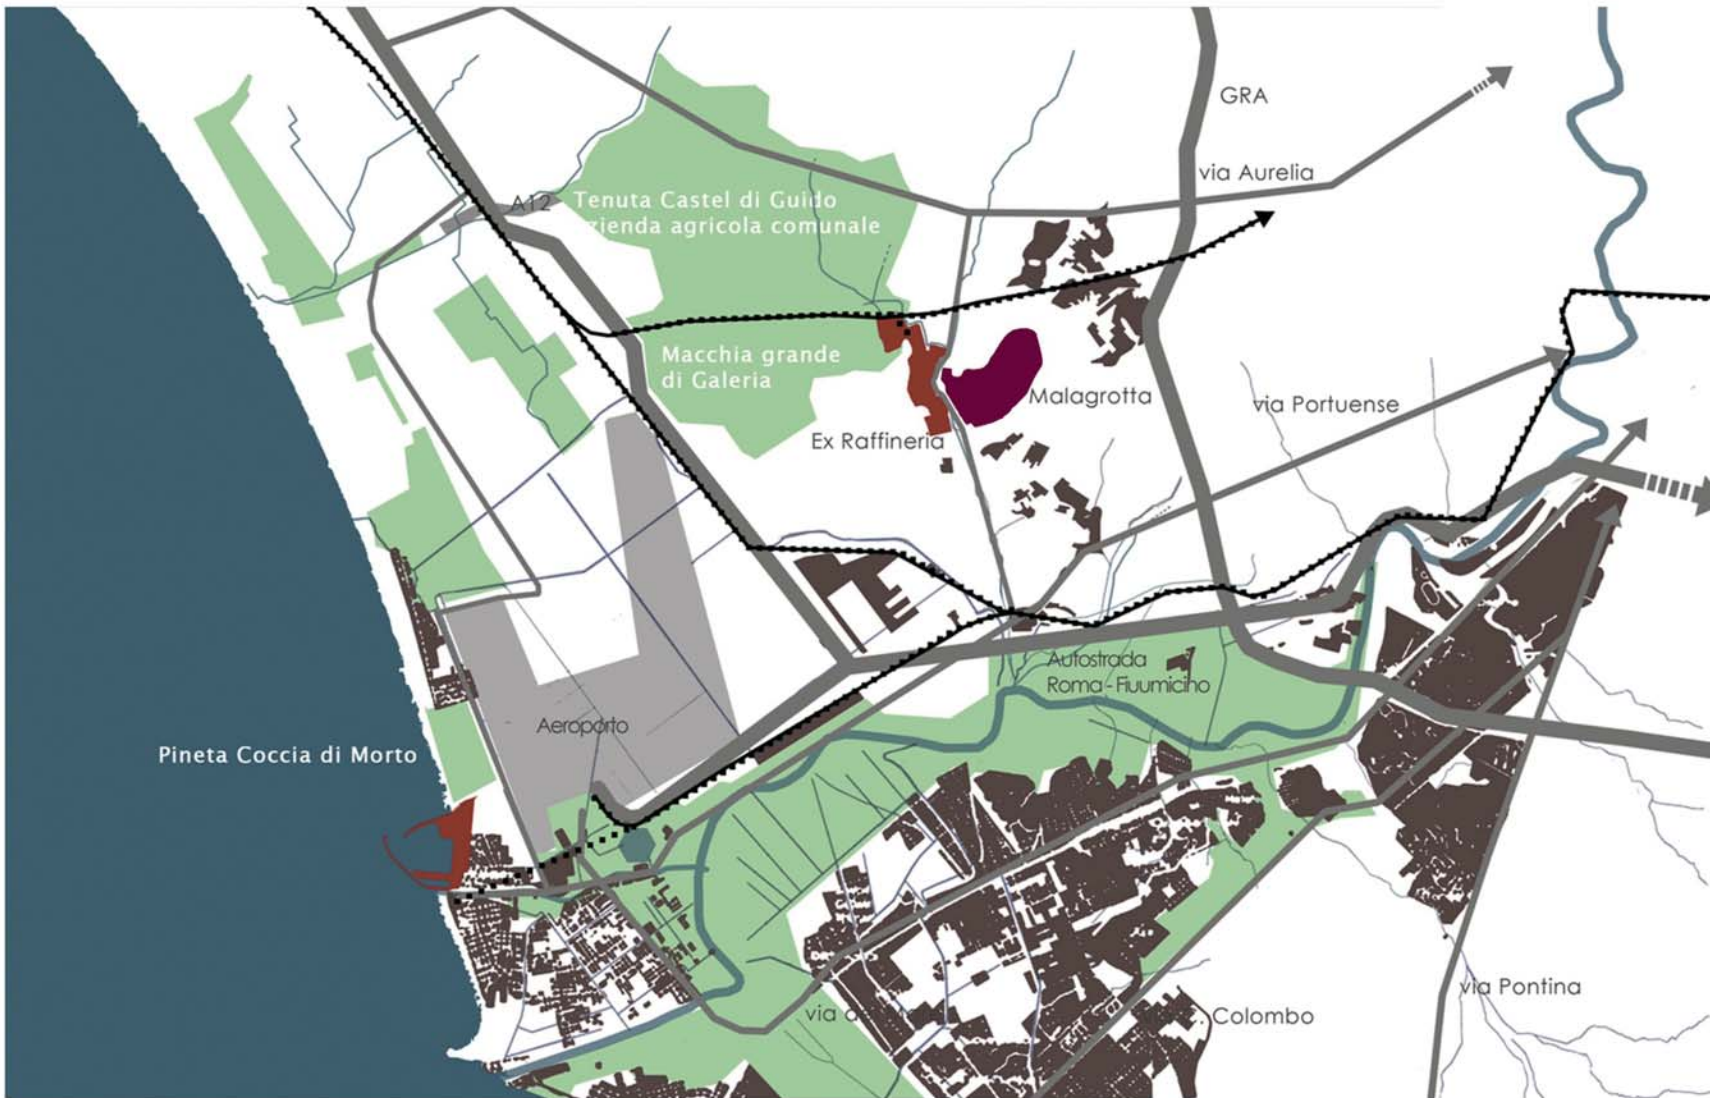 GRA
via Aurelia
A12
Tenuta Castel di Guido
zienda agricola comunale
Macchia grande
di Galeria
Malagrotta
via Portuense
Ex Raffineria
Autostrada
Roma - Fiuumicino
Aeroporto
Pineta Coccia di Morto
via Pontina
via
C. Colombo